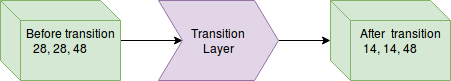 Before transition
28, 28, 48
Transition
Layer
After transition
14, 14, 48